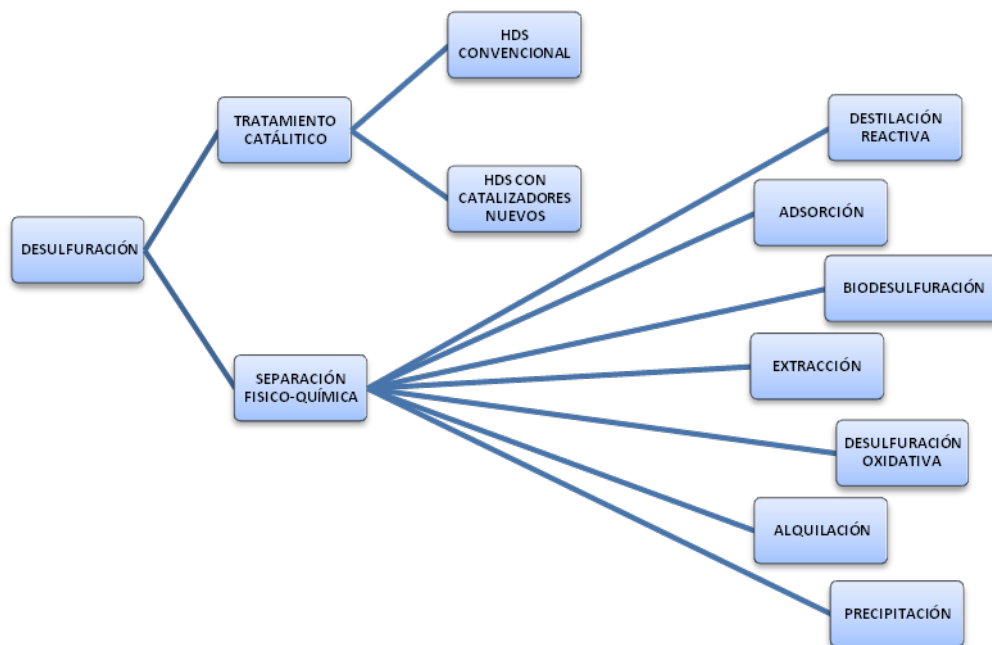 HDS
CONVENCIONAL
TRATAMIENTO
CATÁLITICO
HDS CON
CATALIZADORES
NUEVOS
DESULFURACIÓN
SEPARACIÓN
FISICO-QUÍMICA
DESTILACIÓN
REACTIVA
ADSORCIÓN
BIODESULFURACIÓN
EXTRACCIÓN
DESULFURACIÓN
OXIDATIVA
ALQUILACIÓN
PRECIPITACIÓN